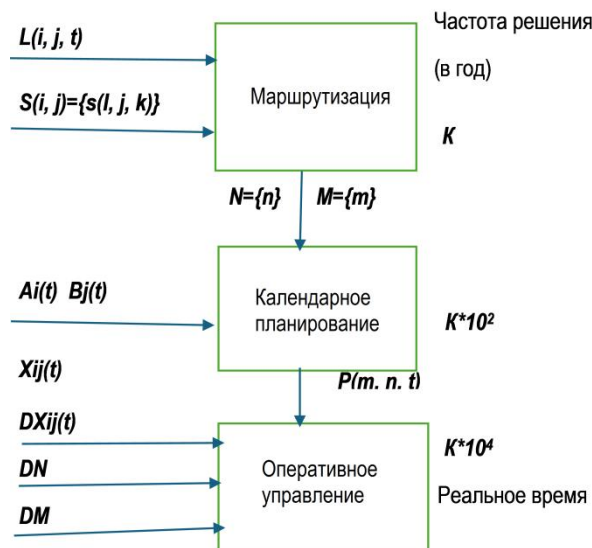 L(i, j, t)
Частота решения
(в год)
S(i, j)={s(I, j, k)}
Маршрутизация
К
N={n} M={m}
Ai(t) Bj(t)
Календарное
планирование
К*10²
Xij(t)
P(m, n, t)
DXij(t)
К*10⁴
DN
Оперативное
управление
Реальное время
DM